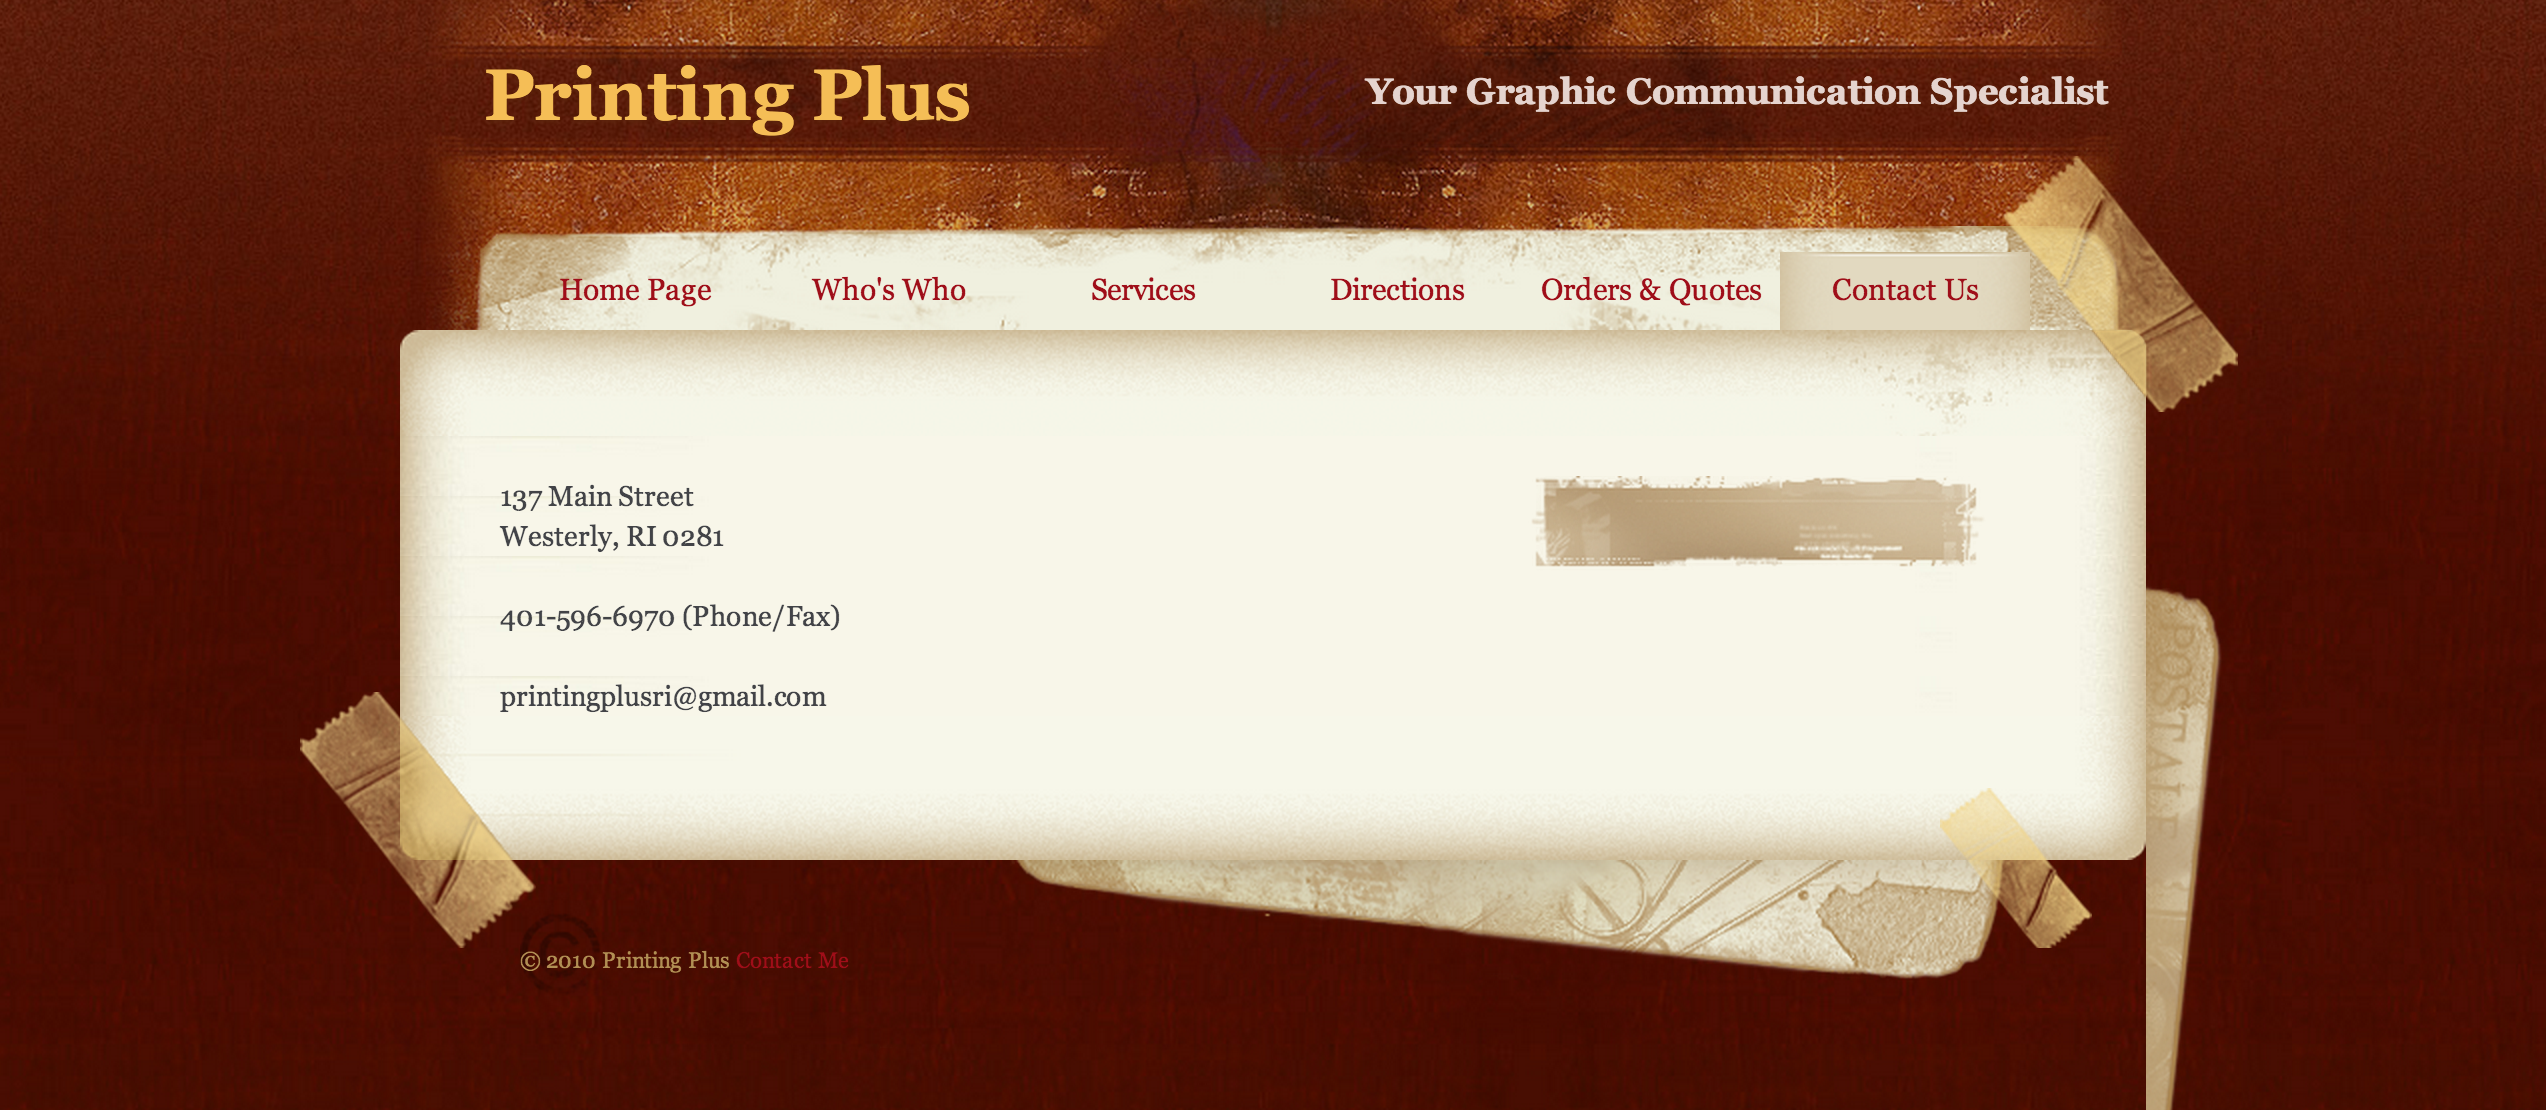 Printing Plus
Your Graphic Communication Specialist
Home Page
Who's Who
Services
Directions
Orders & Quotes
Contact Us
137 Main Street
Westerly, RI 0281
401-596-6970 (Phone/Fax)
printingplusri@gmail.com
POSTALE
© 2010 Printing Plus Contact Me